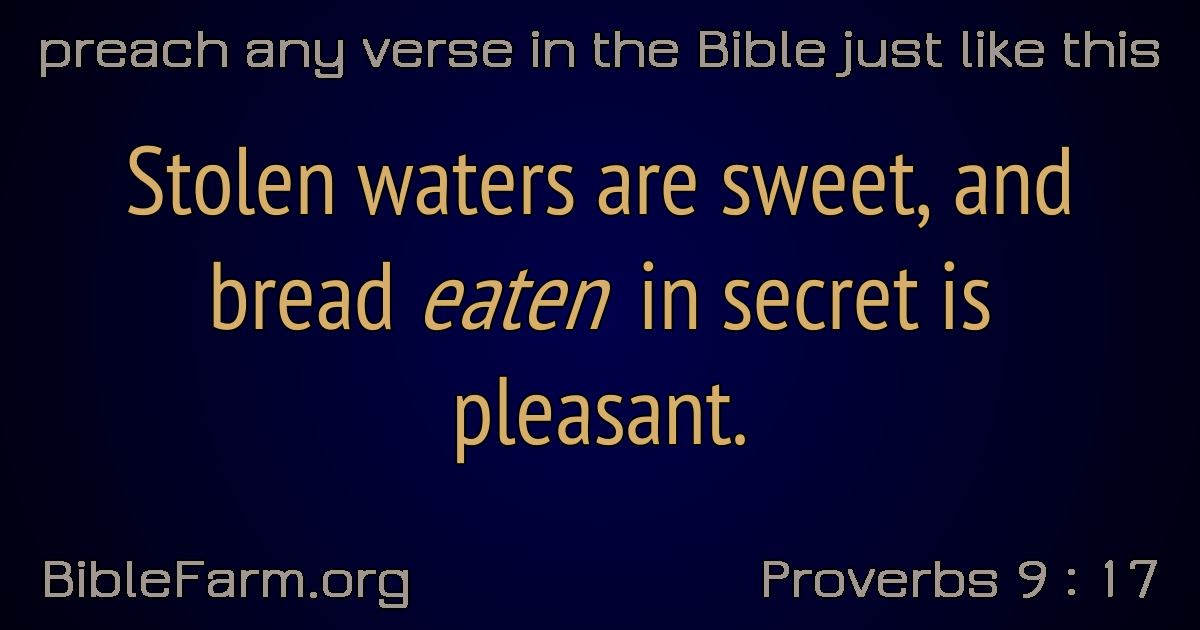 preach any verse in the Bible just like this
Stolen waters are sweet, and
bread eaten in secret is
pleasant.
BibleFarm.org
Proverbs 9 : 17